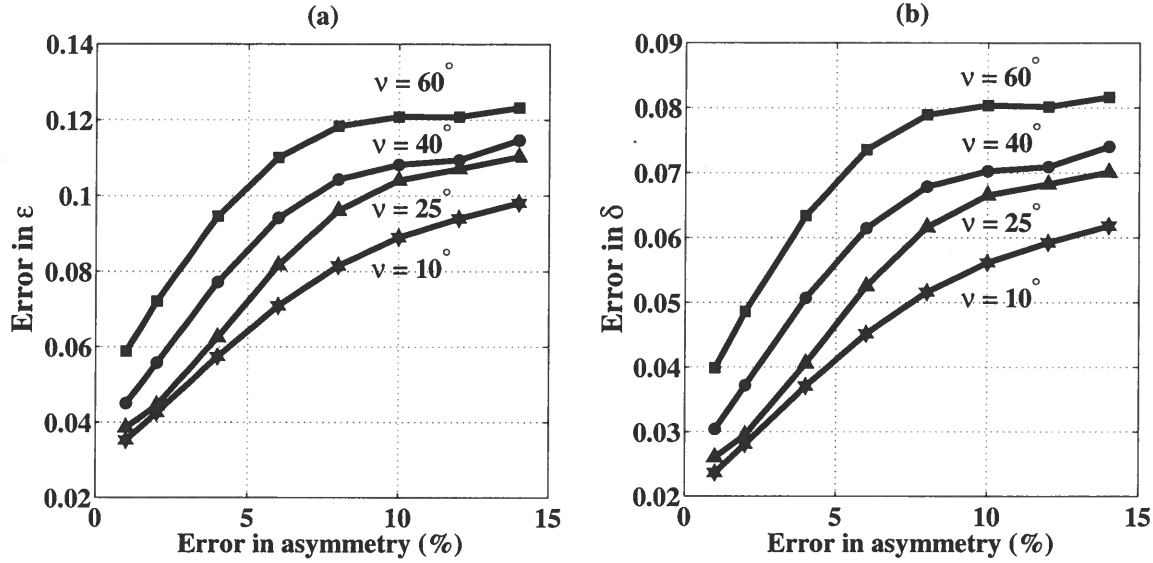 (a)
0.14
0.12
0.1
0.08
0.06
0.04
0.02
0
5
10
15
Error in ε
Error in asymmetry (%)
ν = 60°
ν = 40°
ν = 25°
ν = 10°
(b)
0.09
0.08
0.07
0.06
0.05
0.04
0.03
0.02
0
5
10
15
Error in δ
Error in asymmetry (%)
ν = 60°
ν = 40°
ν = 25°
ν = 10°